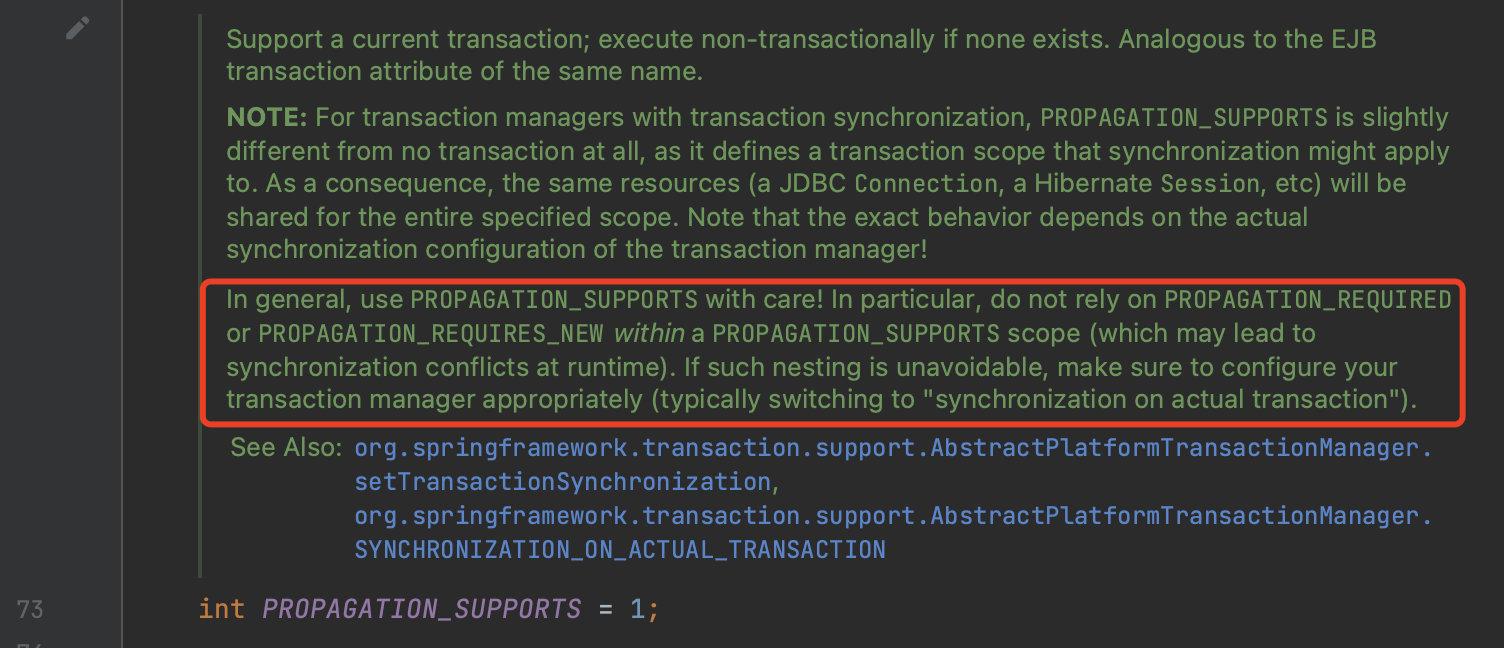 Support a current transaction; execute non-transactionally if none exists. Analogous to the EJB
transaction attribute of the same name.
NOTE: For transaction managers with transaction synchronization, PROPAGATION_SUPPORTS is slightly
different from no transaction at all, as it defines a transaction scope that synchronization might apply
to. As a consequence, the same resources (a JDBC Connection, a Hibernate Session, etc) will be
shared for the entire specified scope. Note that the exact behavior depends on the actual
synchronization configuration of the transaction manager!
In general, use PROPAGATION_SUPPORTS with care! In particular, do not rely on PROPAGATION_REQUIRED
or PROPAGATION_REQUIRES_NEW within a PROPAGATION_SUPPORTS scope (which may lead to
synchronization conflicts at runtime). If such nesting is unavoidable, make sure to configure your
transaction manager appropriately (typically switching to "synchronization on actual transaction").
See Also: org.springframework.transaction.support.AbstractPlatformTransactionManager.
setTransactionSynchronization,
org.springframework.transaction.support.AbstractPlatformTransactionManager.
SYNCHRONIZATION_ON_ACTUAL_TRANSACTION
73 int PROPAGATION_SUPPORTS = 1;